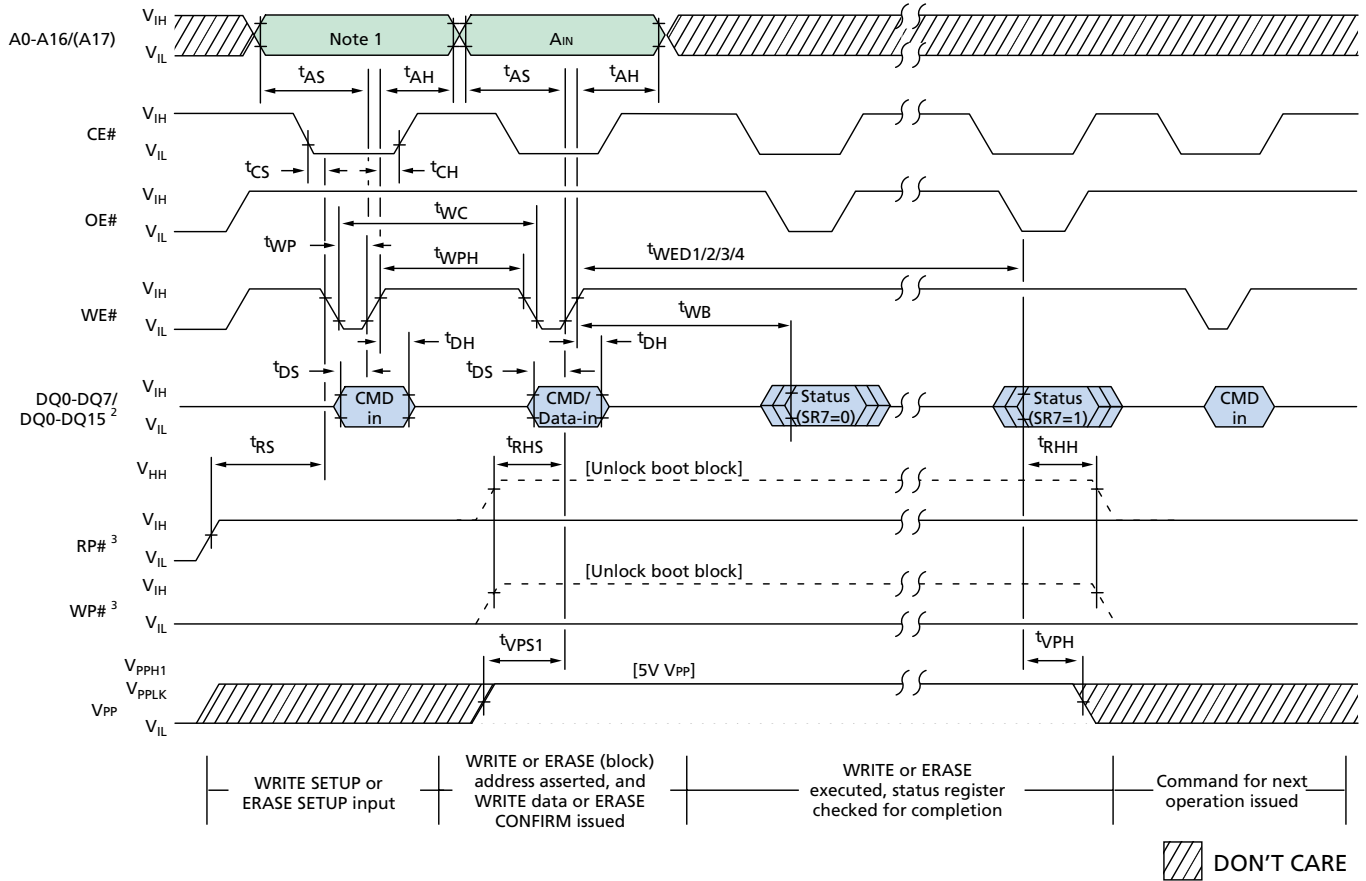 VIH
A0-A16/(A17)
VIL
Note 1
AIN
tAS
tAH
tAS
tAH
VIH
CE#
VIL
tCS
tCH
VIH
OE#
VIL
tWC
tWP
tWPH
tWED1/2/3/4
VIH
WE#
VIL
tWB
tDH
tDH
tDS
tDS
VIH
DQ0-DQ7/
DQ0-DQ15 2
VIL
CMD
in
CMD/
Data-in
Status
(SR7=0)
Status
(SR7=1)
CMD
in
tRS
tRHS
tRHH
VHH
[Unlock boot block]
VIH
RP# 3
VIL
VIH
[Unlock boot block]
WP# 3
VIL
tVPS1
tVPH
VPPH1
[5V VPP]
VPPLK
VPP
VIL
WRITE SETUP or
ERASE SETUP input
WRITE or ERASE (block)
address asserted, and
WRITE data or ERASE
CONFIRM issued
WRITE or ERASE
executed, status register
checked for completion
Command for next
operation issued
DON'T CARE